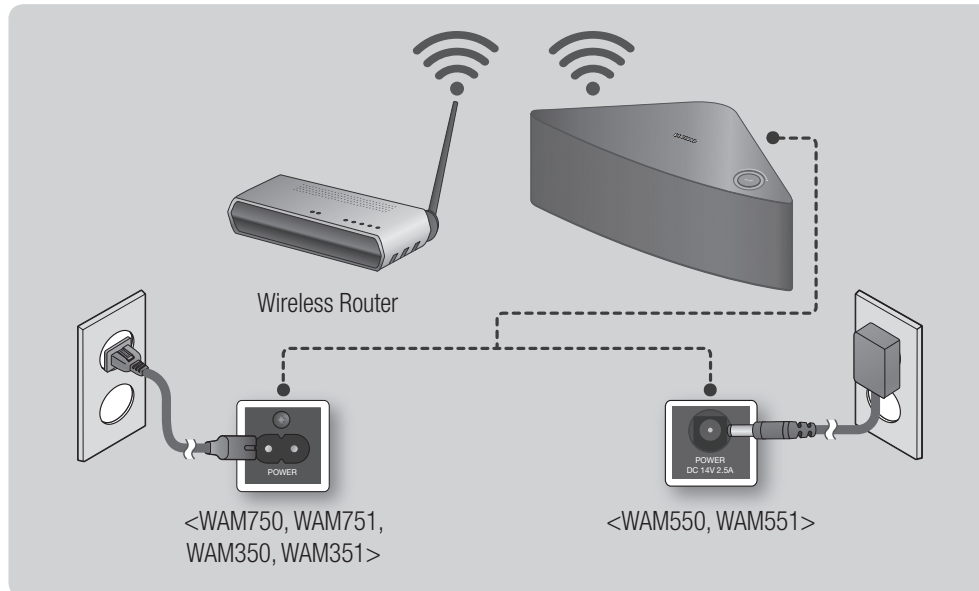 Wireless Router
POWER
POWER
DC 14V 2.5A
<WAM750, WAM751,
WAM350, WAM351>
<WAM550, WAM551>